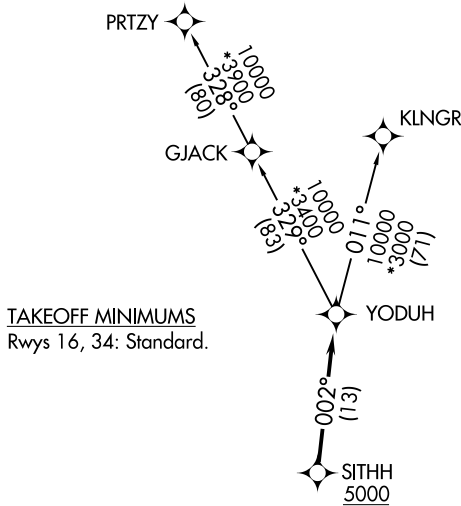 PRTZY
10000
*3900
328°
(80)
GJACK
KLNGR
10000
*3400
329°
(83)
011°
10000
*3000
(71)
TAKEOFF MINIMUMS
Rwys 16, 34: Standard.
YODUH
002°
(13)
SITHH
5000